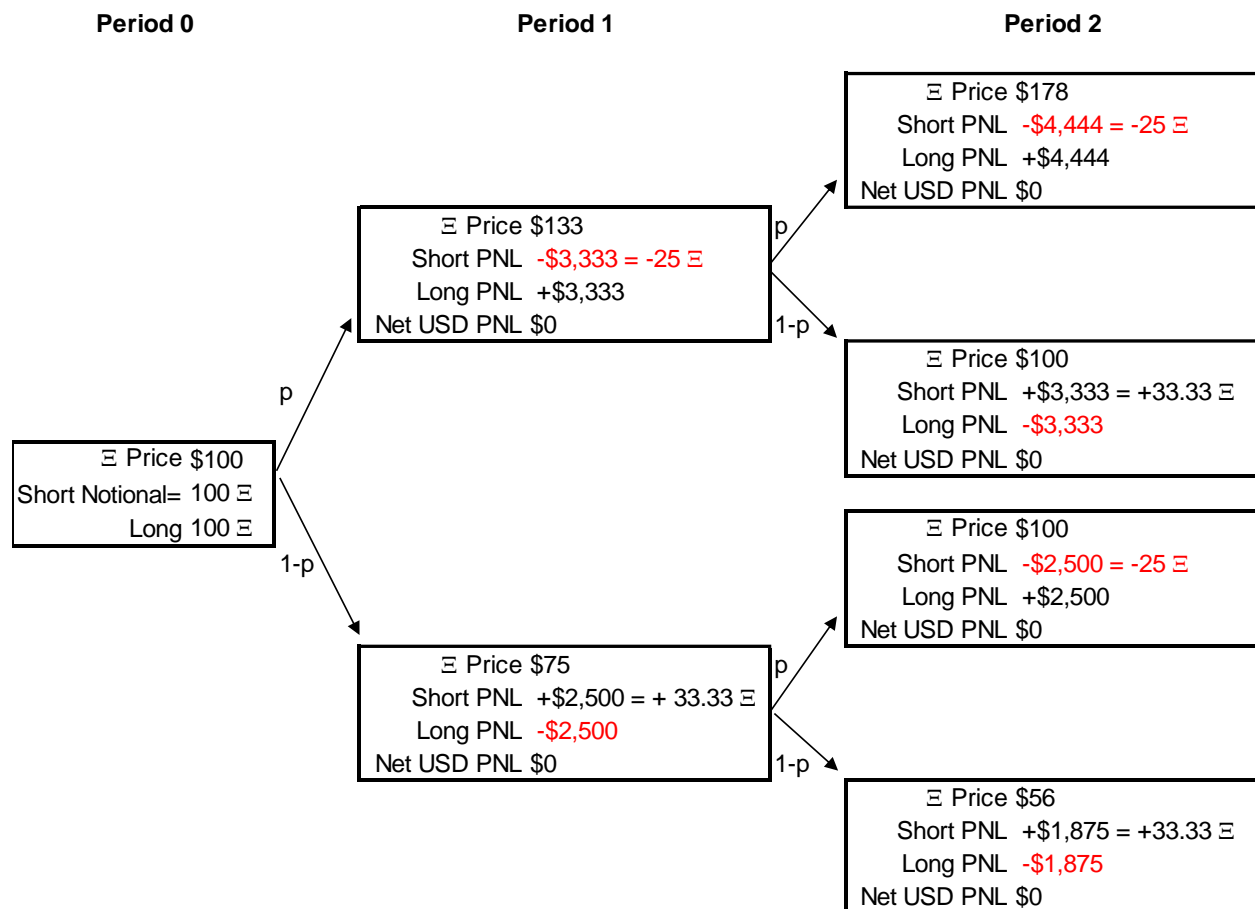 Period 0
Period 1
Period 2
Ξ Price $178
Short PNL -$4,444 = -25 Ξ
Long PNL +$4,444
Net USD PNL $0
p
Ξ Price $133
Short PNL -$3,333 = -25 Ξ
Long PNL +$3,333
Net USD PNL $0
1-p
Ξ Price $100
Short PNL +$3,333 = +33.33 Ξ
Long PNL -$3,333
Net USD PNL $0
p
Ξ Price $100
Short Notional= 100 Ξ
Long 100 Ξ
1-p
Ξ Price $100
Short PNL -$2,500 = -25 Ξ
Long PNL +$2,500
Net USD PNL $0
p
Ξ Price $75
Short PNL +$2,500 = + 33.33 Ξ
Long PNL -$2,500
Net USD PNL $0
1-p
Ξ Price $56
Short PNL +$1,875 = +33.33 Ξ
Long PNL -$1,875
Net USD PNL $0